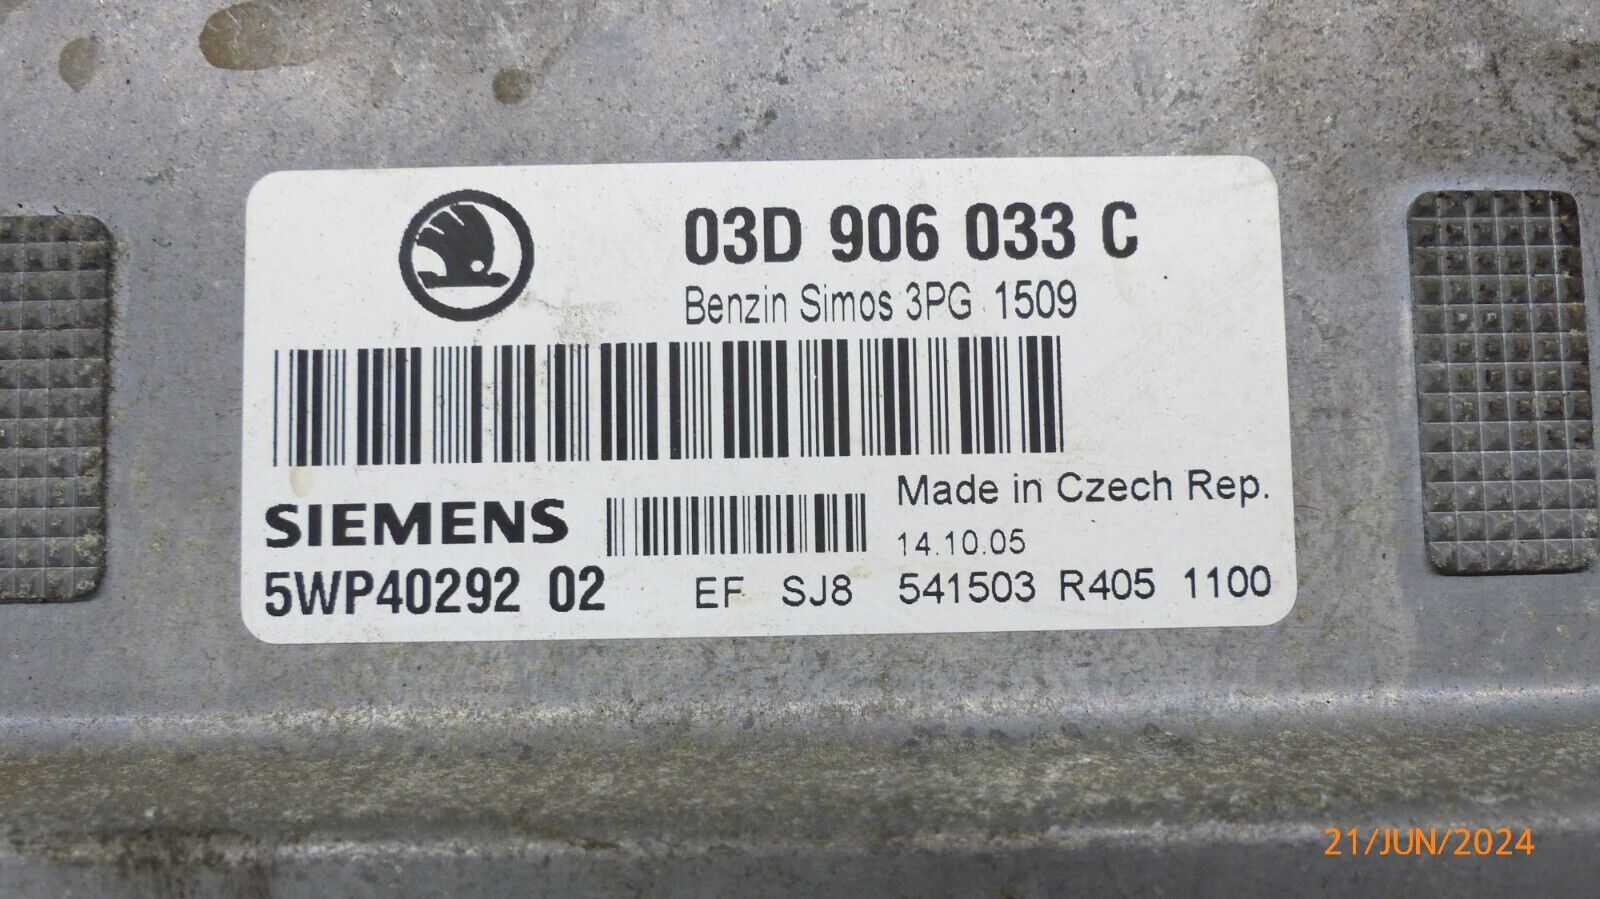 03D 906 033 C
Benzin Simos 3PG 1509
SIEMENS
Made in Czech Rep.
14.10.05
5WP40292 02 EF SJ8 541503 R405 1100
21/JUN/2024